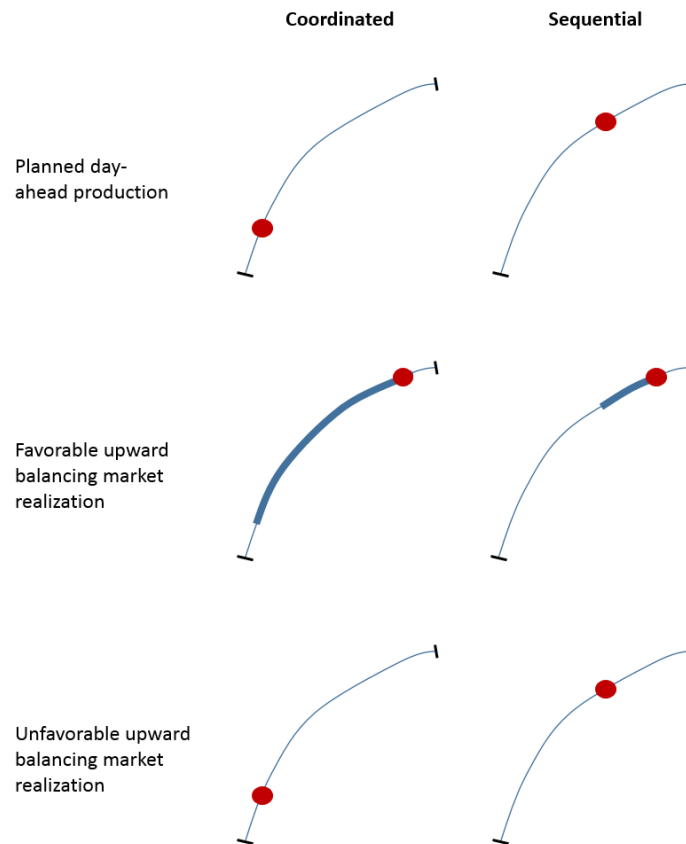 Coordinated
Sequential
Planned day-
ahead production
Favorable upward
balancing market
realization
Unfavorable upward
balancing market
realization